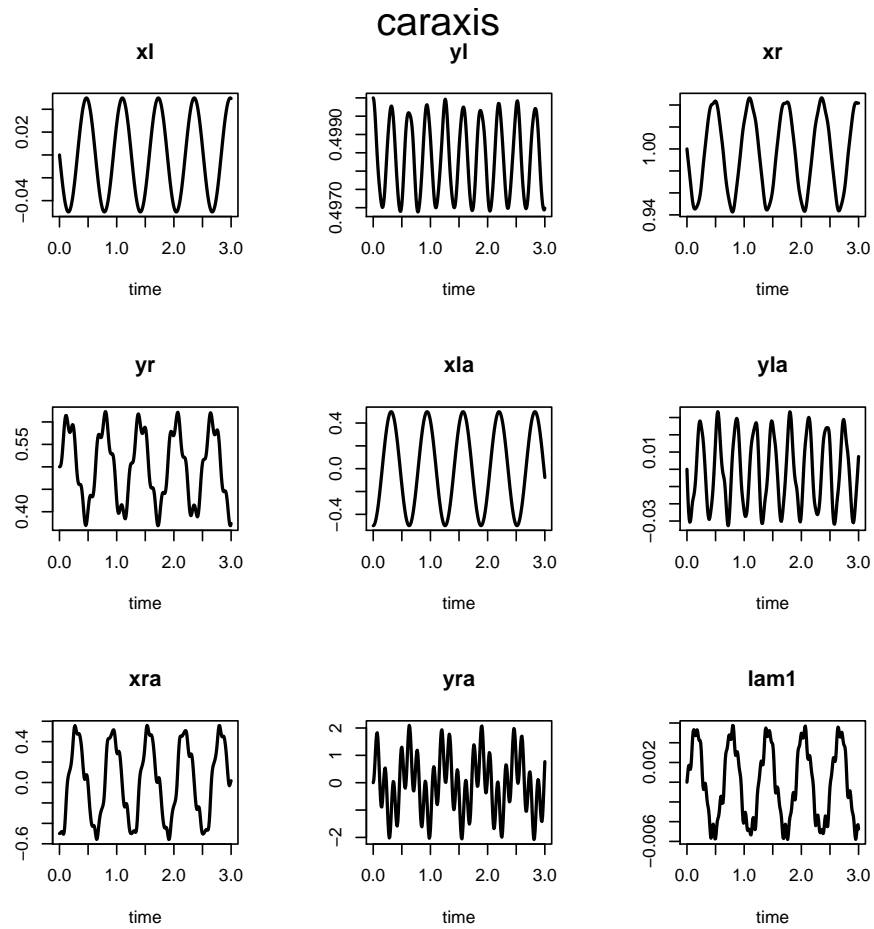 caraxis
xl
yl
xr
−0.04
0.02
0.4970
0.4990
0.94
1.00
0.0 1.0 2.0 3.0
0.0 1.0 2.0 3.0
0.0 1.0 2.0 3.0
time
time
time
yr
xla
yla
0.40
0.55
−0.4
0.0
0.4
−0.03
0.01
0.0 1.0 2.0 3.0
0.0 1.0 2.0 3.0
0.0 1.0 2.0 3.0
time
time
time
xra
yra
lam1
−0.6
0.0
0.4
−2
0
1
2
−0.006
0.002
0.0 1.0 2.0 3.0
0.0 1.0 2.0 3.0
0.0 1.0 2.0 3.0
time
time
time